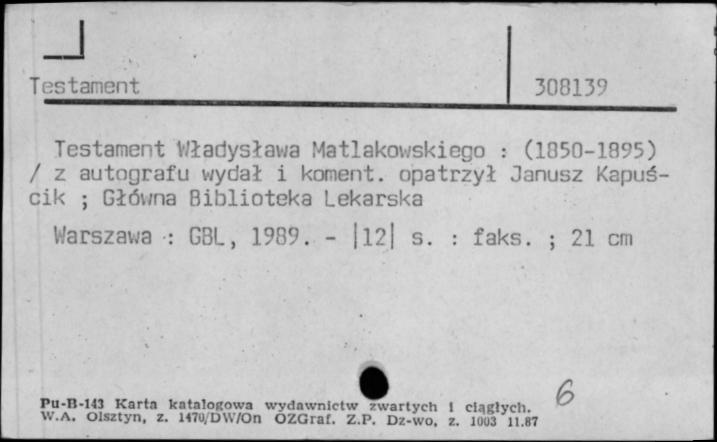 Testament 308139
Testament Władysława Matlakowskiego : (1850-1895)
/ z autografu wydał i koment. opatrzył Janusz Kapuś-
cik ; Główna Biblioteka Lekarska
Warszawa : GBL, 1989. - |12| s. : faks. ; 21 cm
6
Pu-B-143 Karta katalogowa wydawnictw zwartych i ciągłych.
W.A. Olsztyn, z. 1470/DW/On OZGraf. Z.P. Dz-wo, z. 1003 11.87